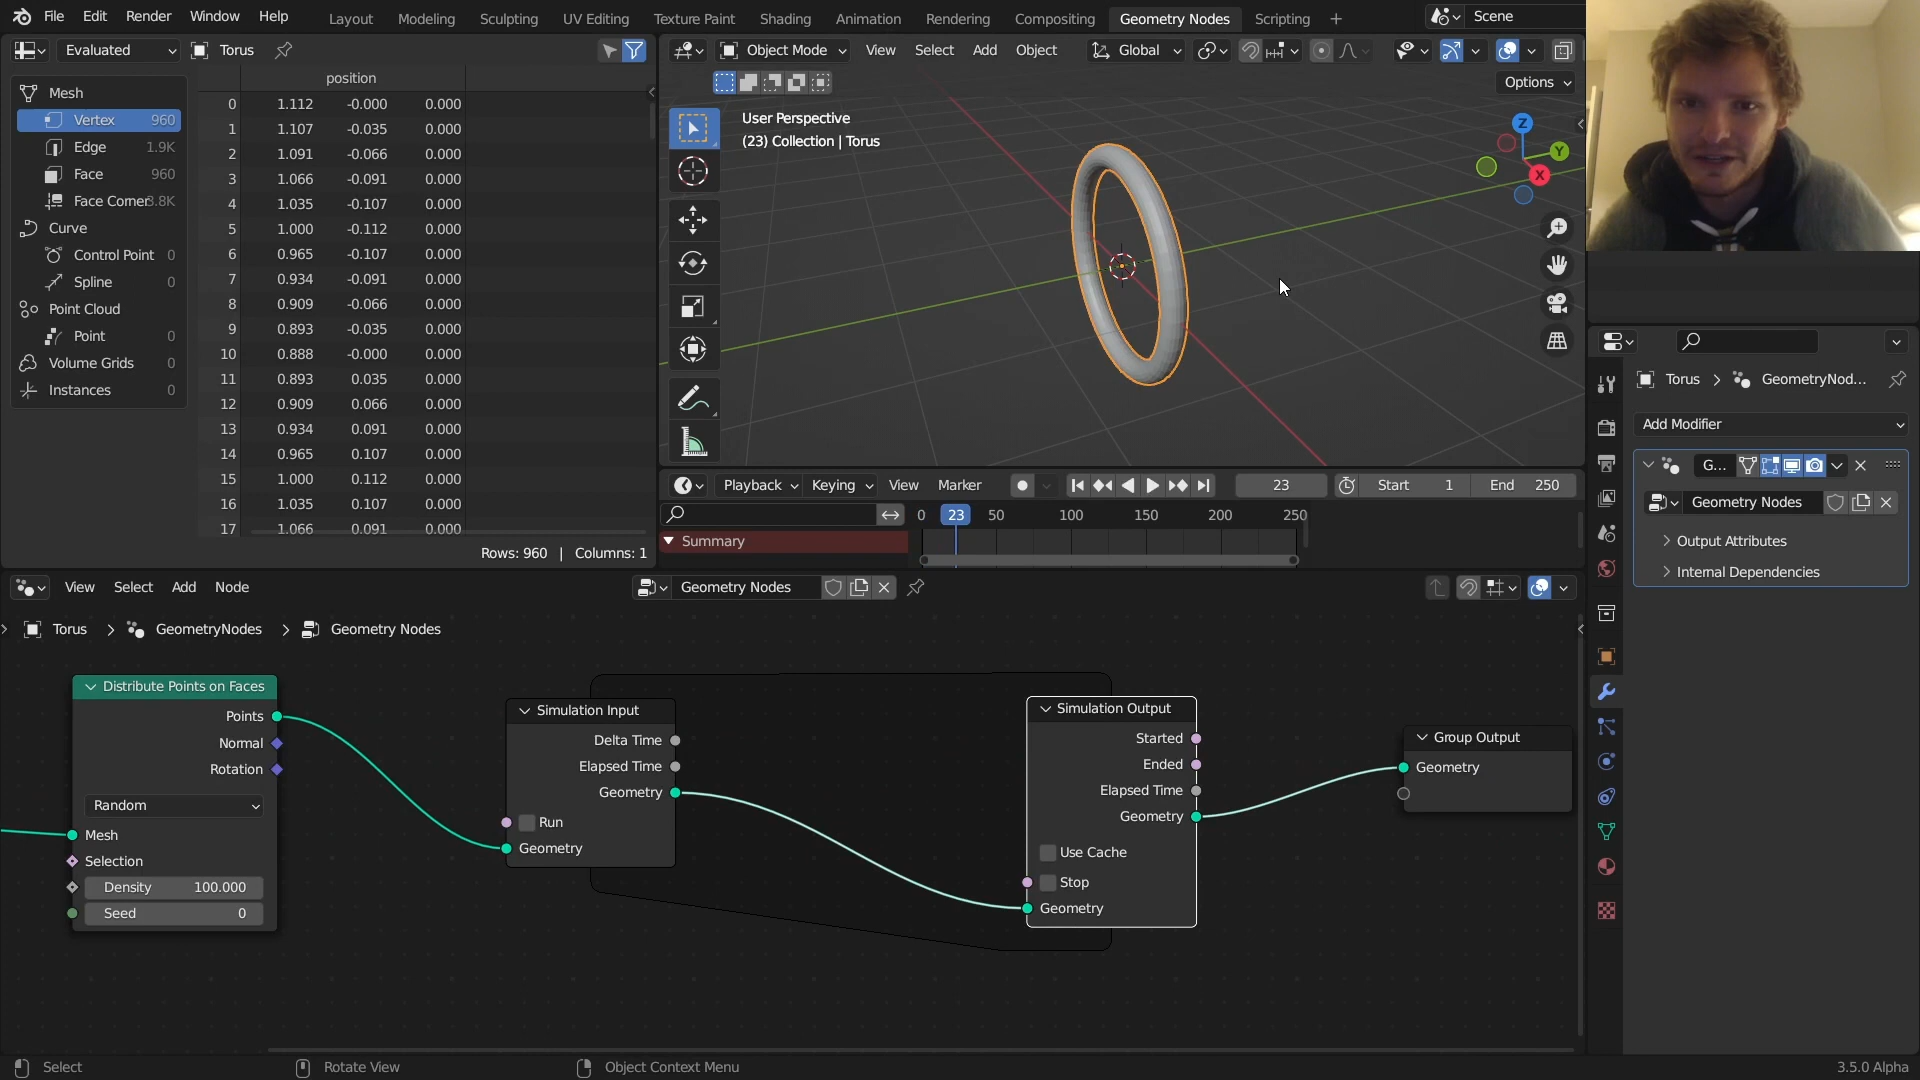 File Edit Render Window Help
Layout Modeling Sculpting UV Editing Texture Paint Shading Animation Rendering Compositing Geometry Nodes Scripting +
Scene
Evaluated Torus
position
Mesh
Vertex 960
Edge 1.9K
Face 960
Face Corner 3.8K
Curve
Control Point 0
Spline 0
Point Cloud
Point 0
Volume Grids 0
Instances 0
0 1.112 -0.000 0.000
1 1.107 -0.035 0.000
2 1.091 -0.066 0.000
3 1.066 -0.091 0.000
4 1.035 -0.107 0.000
5 1.000 -0.112 0.000
6 0.965 -0.107 0.000
7 0.934 -0.091 0.000
8 0.909 -0.066 0.000
9 0.893 -0.035 0.000
10 0.888 -0.000 0.000
11 0.893 0.035 0.000
12 0.909 0.066 0.000
13 0.934 0.091 0.000
14 0.965 0.107 0.000
15 1.000 0.112 0.000
16 1.035 0.107 0.000
17 1.066 0.091 0.000
Rows: 960 | Columns: 1
Object Mode View Select Add Object Global
Options
User Perspective
(23) Collection | Torus
Z
Y
X
Playback Keying View Marker 23 Start 1 End 250
0 23 50 100 150 200 250
Summary
Torus > GeometryNod...
Add Modifier
G...
Geometry Nodes
Output Attributes
Internal Dependencies
View Select Add Node Geometry Nodes
Torus > GeometryNodes > Geometry Nodes
Distribute Points on Faces
Points
Normal
Rotation
Random
Mesh
Selection
Density 100.000
Seed 0
Simulation Input
Delta Time
Elapsed Time
Geometry
Run
Geometry
Simulation Output
Started
Ended
Elapsed Time
Geometry
Use Cache
Stop
Geometry
Group Output
Geometry
Select Rotate View Object Context Menu 3.5.0 Alpha